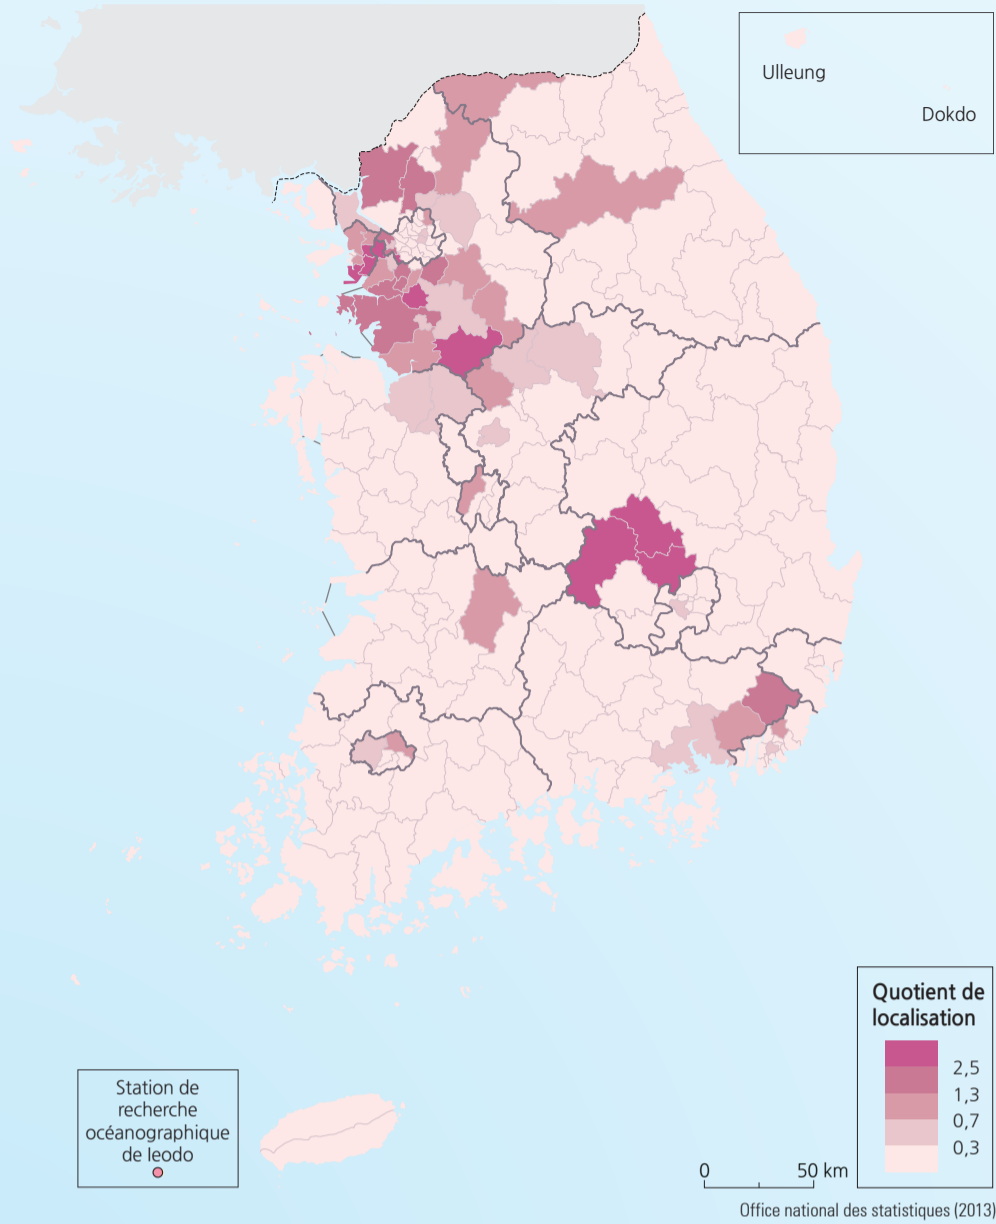 Ulleung
Dokdo
Quotient de
localisation
2,5
1,3
0,7
0,3
Station de
recherche
océanographique
de Ieodo
0 50 km
Office national des statistiques (2013)